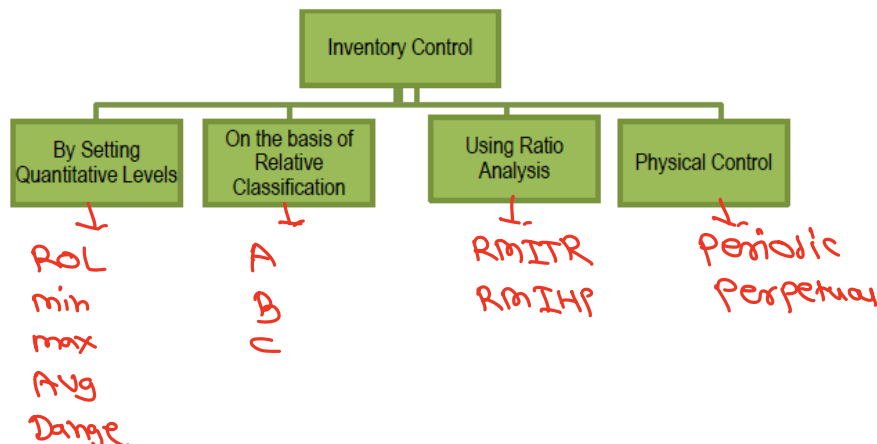 Inventory Control
By Setting
Quantitative Levels
On the basis of
Relative
Classification
Using Ratio
Analysis
Physical Control
ROL
min
max
Avg
Dange
A
B
C
RMITR
RMIHP
Periodic
Perpetual